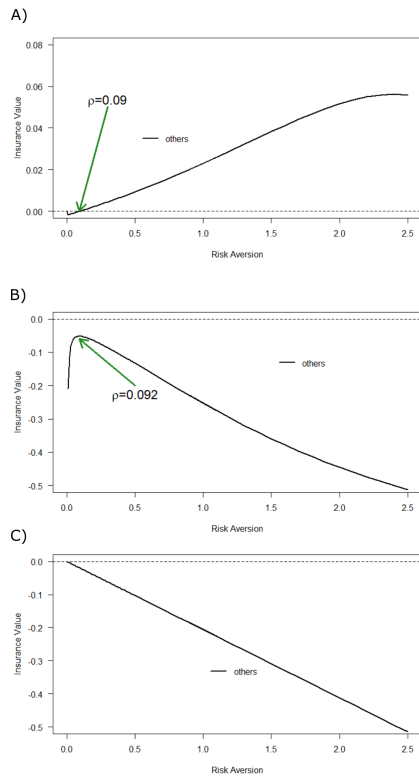 A)
0.08
0.06
0.04
0.02
0.00
Insurance Value
ρ=0.09
others
0.0 0.5 1.0 1.5 2.0 2.5
Risk Aversion
B)
0.0
-0.1
-0.2
-0.3
-0.4
-0.5
Insurance Value
others
ρ=0.092
0.0 0.5 1.0 1.5 2.0 2.5
Risk Aversion
C)
0.0
-0.1
-0.2
-0.3
-0.4
-0.5
Insurance Value
others
0.0 0.5 1.0 1.5 2.0 2.5
Risk Aversion